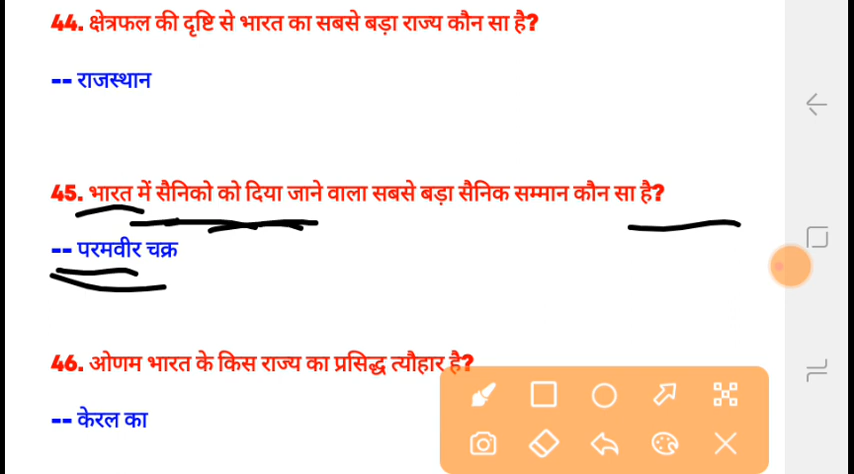 44. क्षेत्रफल की दृष्टि से भारत का सबसे बड़ा राज्य कौन सा है?
-- राजस्थान
45. भारत में सैनिको को दिया जाने वाला सबसे बड़ा सैनिक सम्मान कौन सा है?
-- परमवीर चक्र
46. ओणम भारत के किस राज्य का प्रसिद्ध त्यौहार है?
-- केरल का